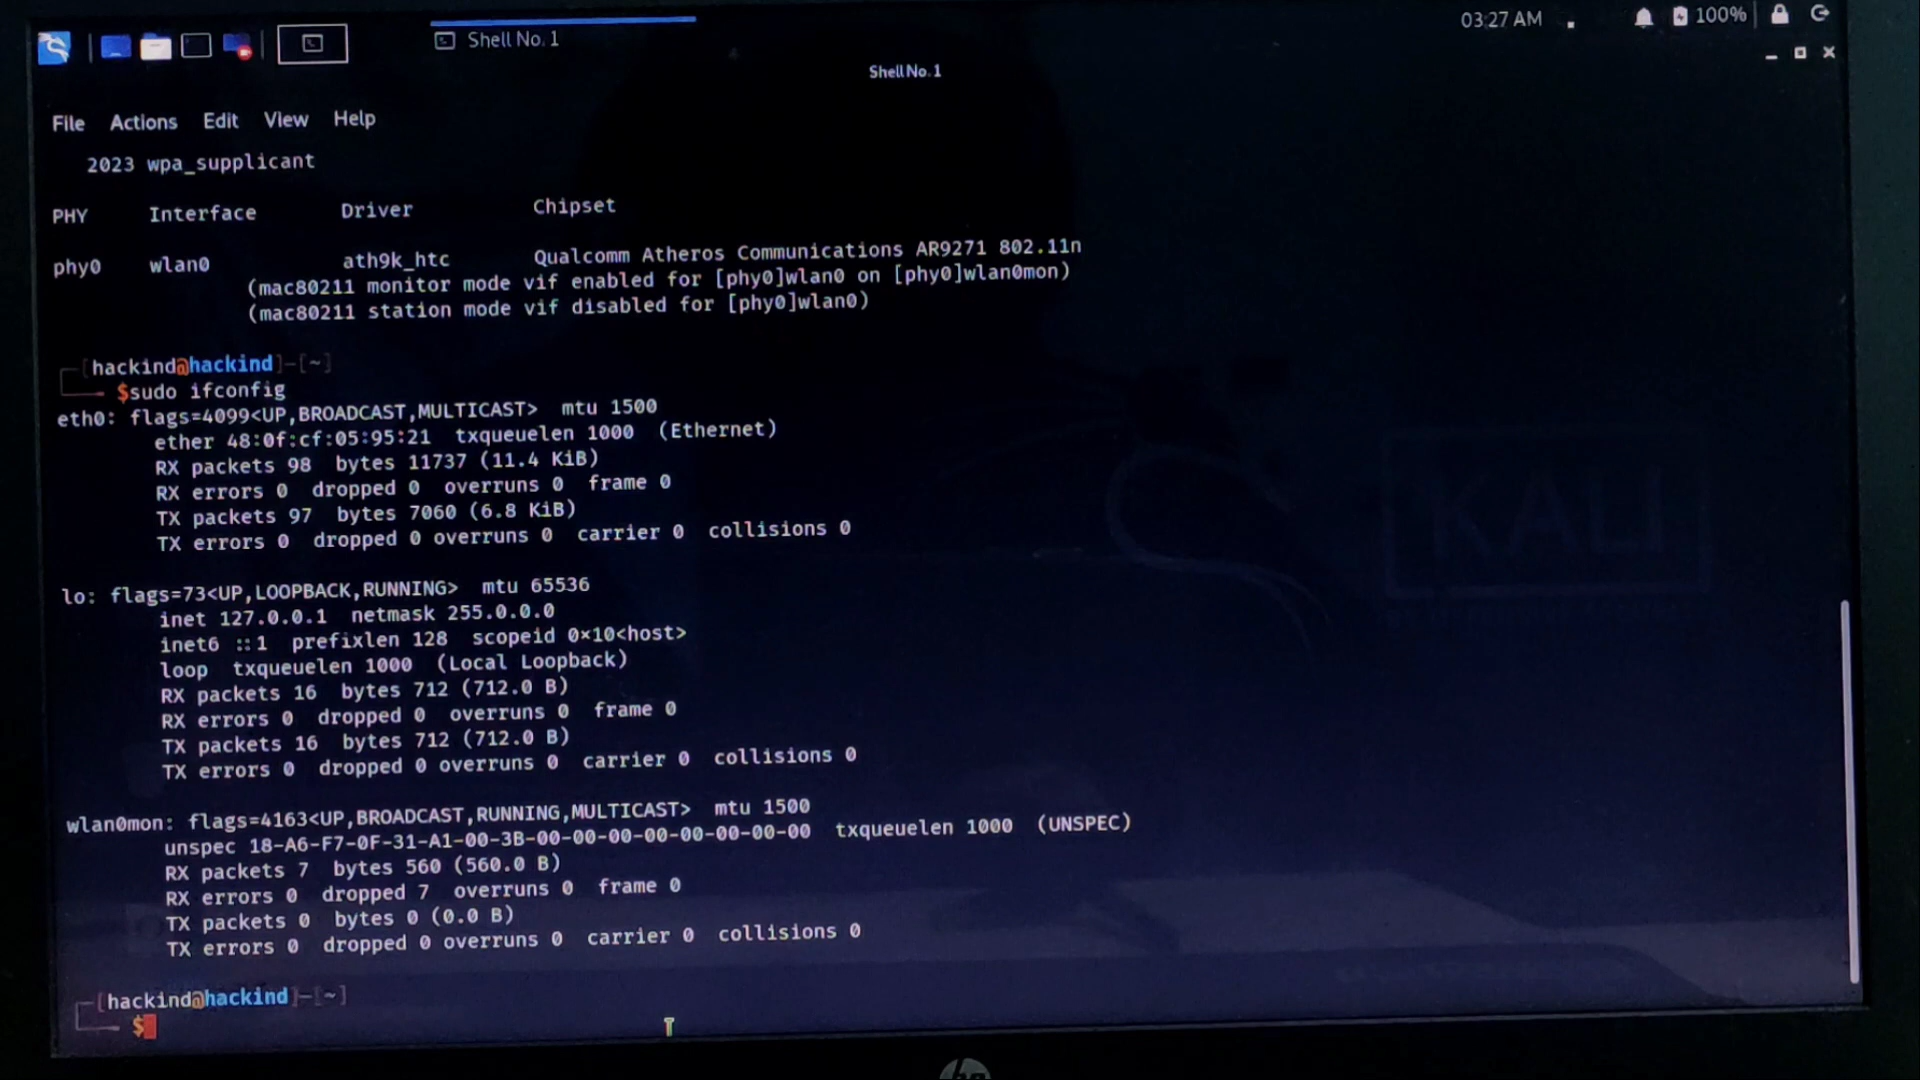 03:27 AM
100%
Shell No. 1
Shell No. 1
File Actions Edit View Help
2023 wpa_supplicant
PHY Interface Driver Chipset
phy0 wlan0 ath9k_htc Qualcomm Atheros Communications AR9271 802.11n
(mac80211 monitor mode vif enabled for [phy0]wlan0 on [phy0]wlan0mon)
(mac80211 station mode vif disabled for [phy0]wlan0)
[hackind@hackind]-[~]
$sudo ifconfig
eth0: flags=4099<UP,BROADCAST,MULTICAST> mtu 1500
ether 48:0f:cf:05:95:21 txqueuelen 1000 (Ethernet)
RX packets 98 bytes 11737 (11.4 KiB)
RX errors 0 dropped 0 overruns 0 frame 0
TX packets 97 bytes 7060 (6.8 KiB)
TX errors 0 dropped 0 overruns 0 carrier 0 collisions 0
lo: flags=73<UP,LOOPBACK,RUNNING> mtu 65536
inet 127.0.0.1 netmask 255.0.0.0
inet6 ::1 prefixlen 128 scopeid 0×10<host>
loop txqueuelen 1000 (Local Loopback)
RX packets 16 bytes 712 (712.0 B)
RX errors 0 dropped 0 overruns 0 frame 0
TX packets 16 bytes 712 (712.0 B)
TX errors 0 dropped 0 overruns 0 carrier 0 collisions 0
wlan0mon: flags=4163<UP,BROADCAST,RUNNING,MULTICAST> mtu 1500
unspec 18-A6-F7-0F-31-A1-00-3B-00-00-00-00-00-00-00-00 txqueuelen 1000 (UNSPEC)
RX packets 7 bytes 560 (560.0 B)
RX errors 0 dropped 7 overruns 0 frame 0
TX packets 0 bytes 0 (0.0 B)
TX errors 0 dropped 0 overruns 0 carrier 0 collisions 0
[hackind@hackind]-[~]
$
KALI
hp